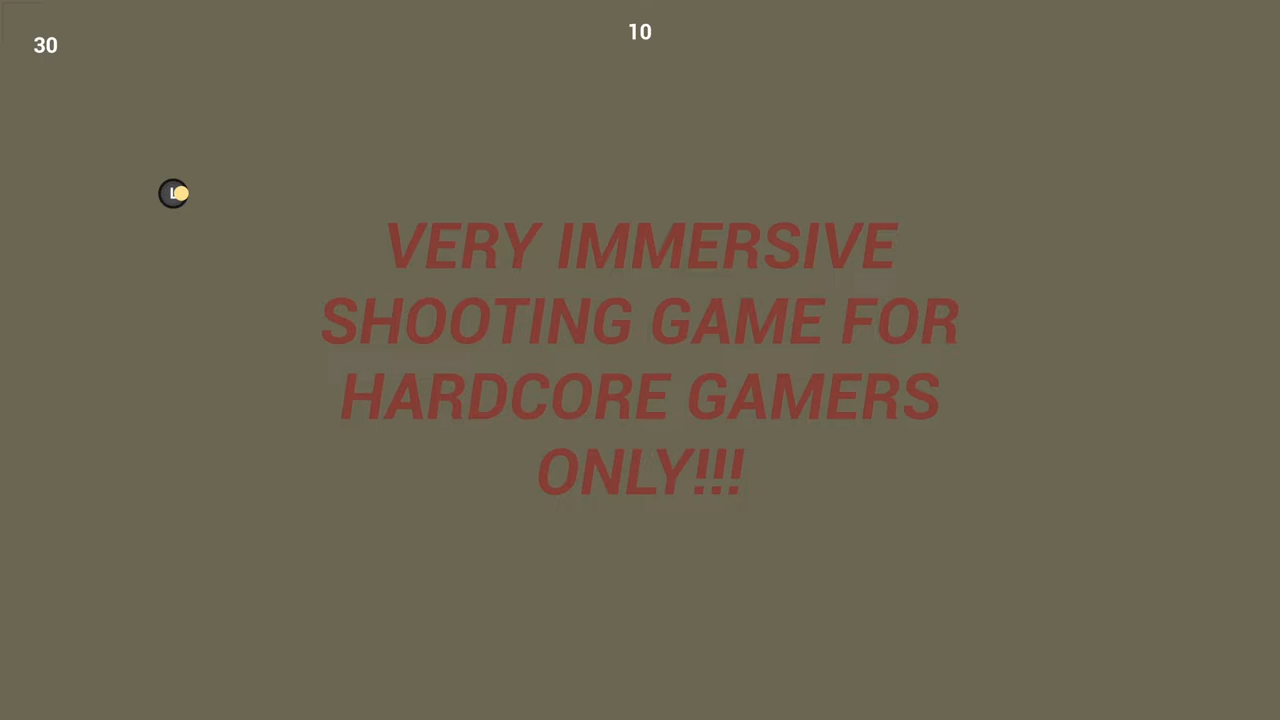 10
30
VERY IMMERSIVE
SHOOTING GAME FOR
HARDCORE GAMERS
ONLY!!!